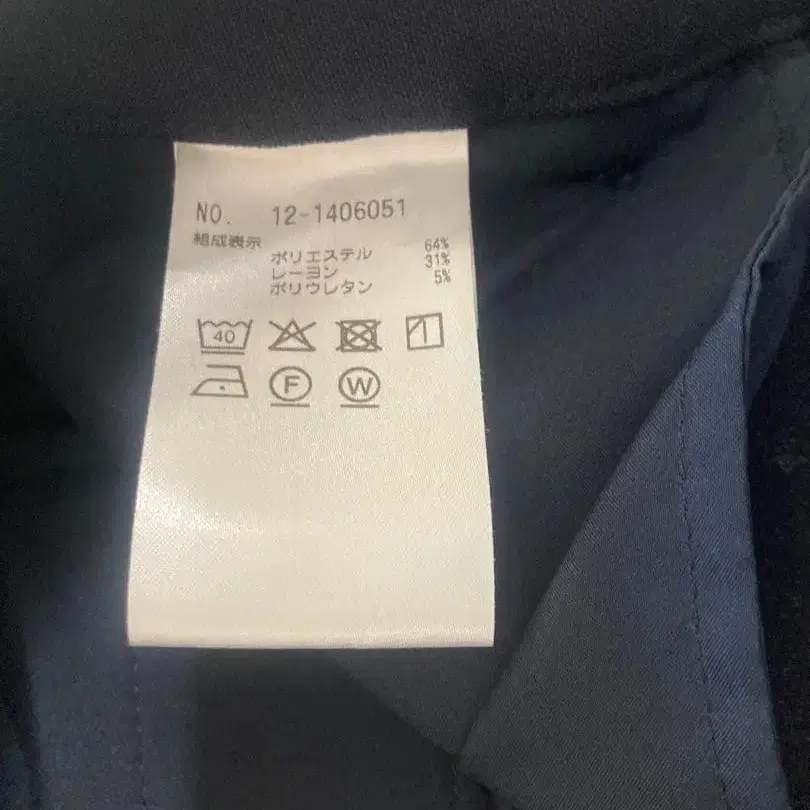 NO. 12-1406051
組成表示
ポリエステル 64%
レーヨン 31%
ポリウレタン 5%
40
F W